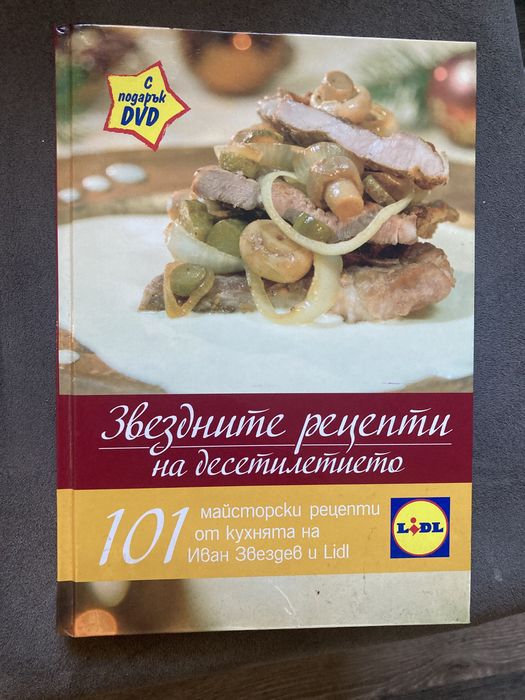 С
подарък
DVD
Звездните рецепти
на десетилетието
101
майсторски рецепти
от кухнята на
Иван Звездев и Lidl
LIDL